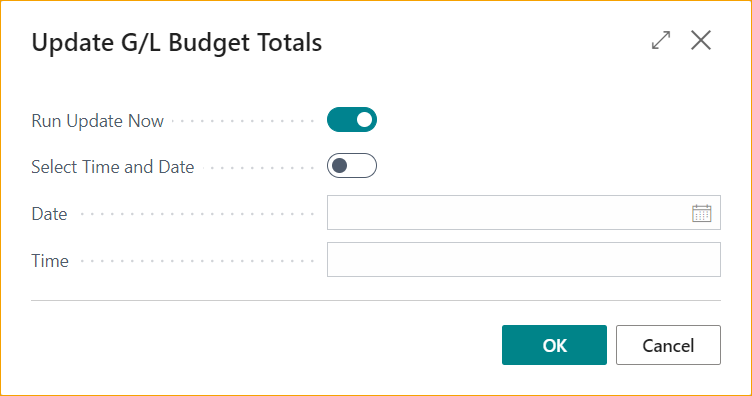 Update G/L Budget Totals
Run Update Now
Select Time and Date
Date
Time
OK
Cancel